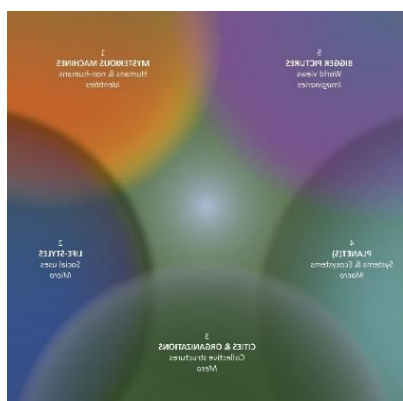 1
MYSTERIOUS MACHINES
Humans & non-humans
Identities
5
BIGGER PICTURES
World views
Imaginaries
2
LIFE-STYLES
Social uses
Micro
4
PLANET(S)
Systems & Ecosystems
Macro
3
CITIES & ORGANIZATIONS
Collective structures
Meso